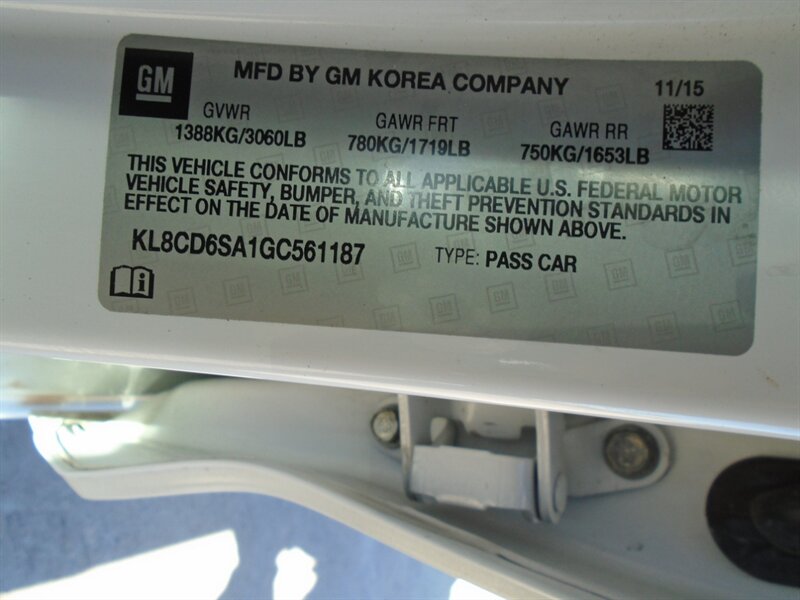 GM MFD BY GM KOREA COMPANY 11/15
GVWR GAWR FRT GAWR RR
1388KG/3060LB 780KG/1719LB 750KG/1653LB
THIS VEHICLE CONFORMS TO ALL APPLICABLE U.S. FEDERAL MOTOR
VEHICLE SAFETY, BUMPER, AND THEFT PREVENTION STANDARDS IN
EFFECT ON THE DATE OF MANUFACTURE SHOWN ABOVE.
KL8CD6SA1GC561187 TYPE: PASS CAR